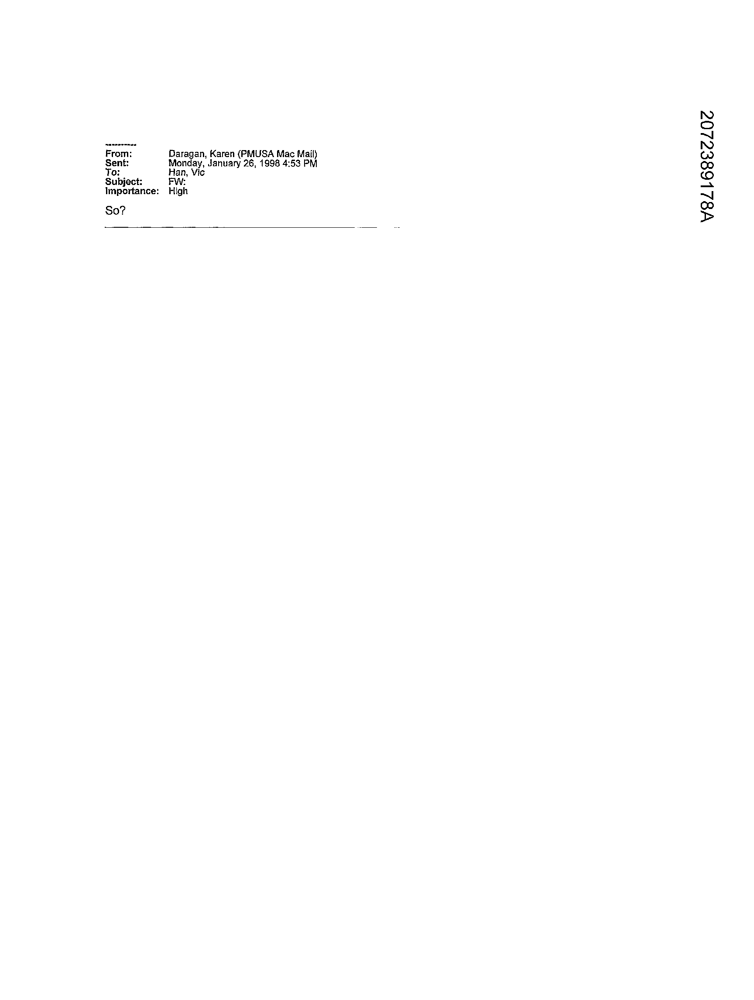 From: Daragan, Karen (PMUSA Mac Mail)
Sent: Monday, January 26, 1998 4:53 PM
To: Han, Vic
Subject: FW:
Importance: High
So?
2072389178A